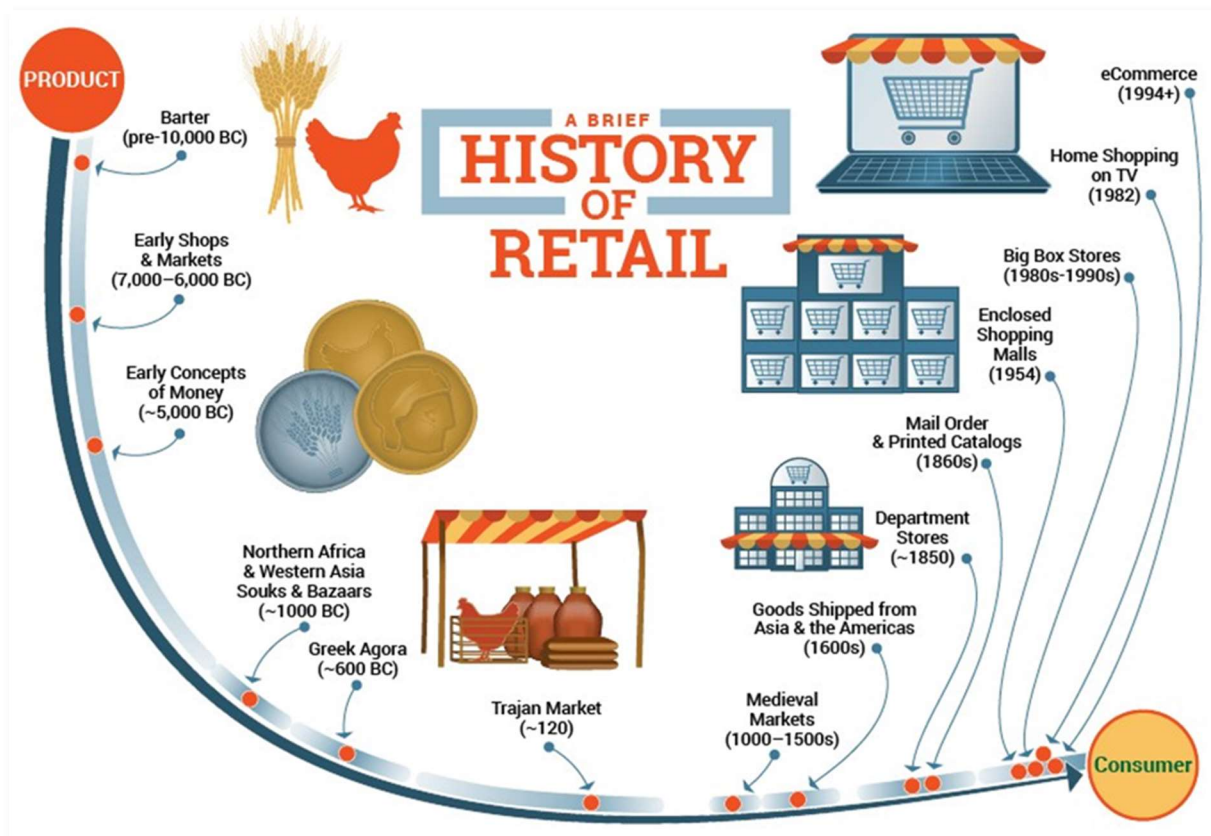 PRODUCT
Barter
(pre-10,000 BC)
Early Shops
& Markets
(7,000–6,000 BC)
Early Concepts
of Money
(~5,000 BC)
Northern Africa
& Western Asia
Souks & Bazaars
(~1000 BC)
Greek Agora
(~600 BC)
A BRIEF
HISTORY
OF
RETAIL
Trajan Market
(~120)
Medieval
Markets
(1000–1500s)
Goods Shipped from
Asia & the Americas
(1600s)
Department
Stores
(~1850)
Mail Order
& Printed Catalogs
(1860s)
Enclosed
Shopping
Malls
(1954)
Big Box Stores
(1980s-1990s)
Home Shopping
on TV
(1982)
eCommerce
(1994+)
Consumer